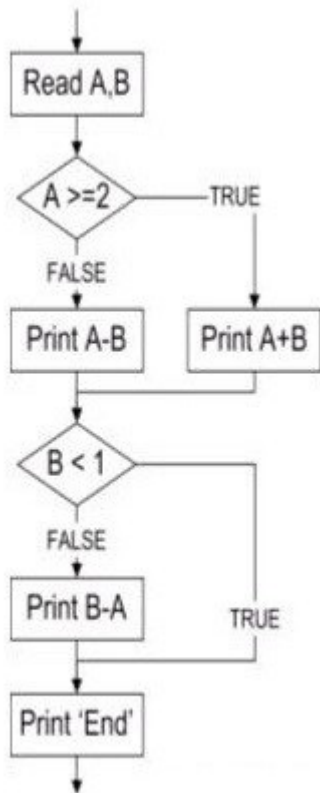 Read A,B
A >=2
TRUE
FALSE
Print A-B
Print A+B
B < 1
FALSE
Print B-A
TRUE
Print ‘End’